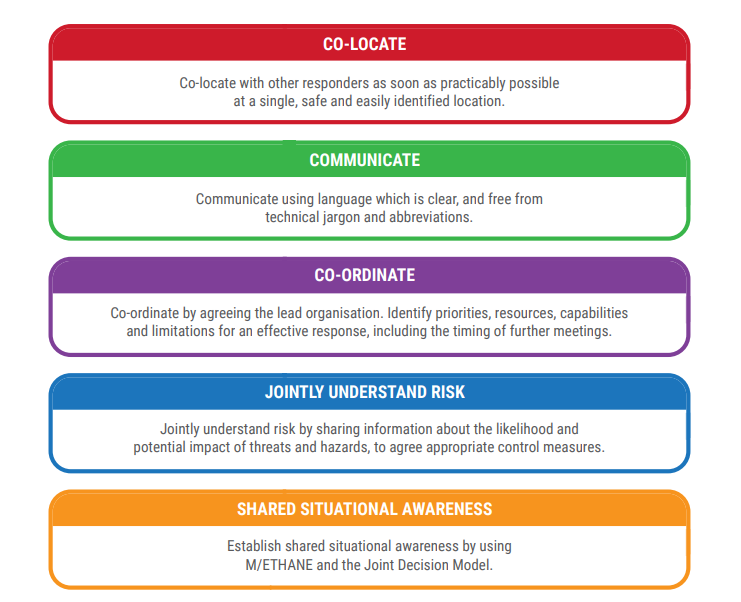 CO-LOCATE
Co-locate with other responders as soon as practicably possible
at a single, safe and easily identified location.
COMMUNICATE
Communicate using language which is clear, and free from
technical jargon and abbreviations.
CO-ORDINATE
Co-ordinate by agreeing the lead organisation. Identify priorities, resources, capabilities
and limitations for an effective response, including the timing of further meetings.
JOINTLY UNDERSTAND RISK
Jointly understand risk by sharing information about the likelihood and
potential impact of threats and hazards, to agree appropriate control measures.
SHARED SITUATIONAL AWARENESS
Establish shared situational awareness by using
M/ETHANE and the Joint Decision Model.